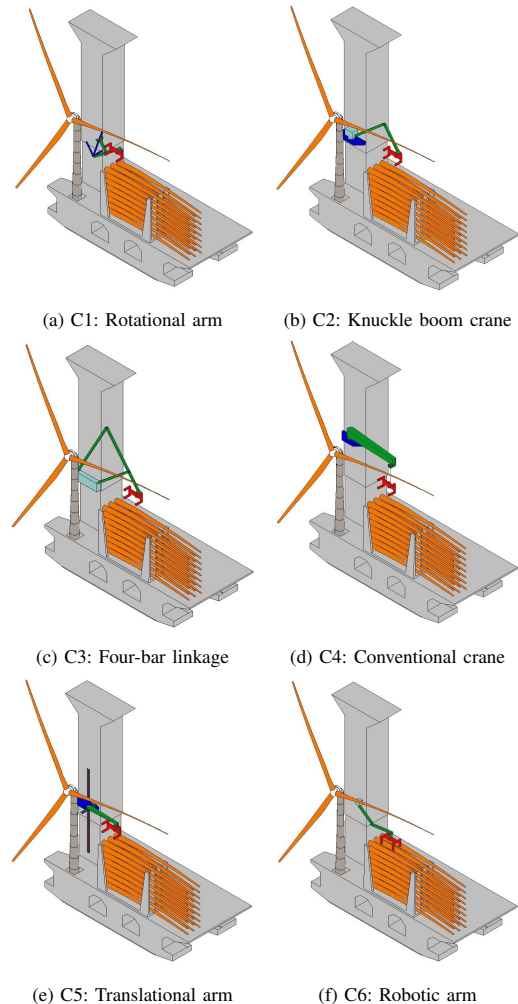 (a) C1: Rotational arm
(b) C2: Knuckle boom crane
(c) C3: Four-bar linkage
(d) C4: Conventional crane
(e) C5: Translational arm
(f) C6: Robotic arm